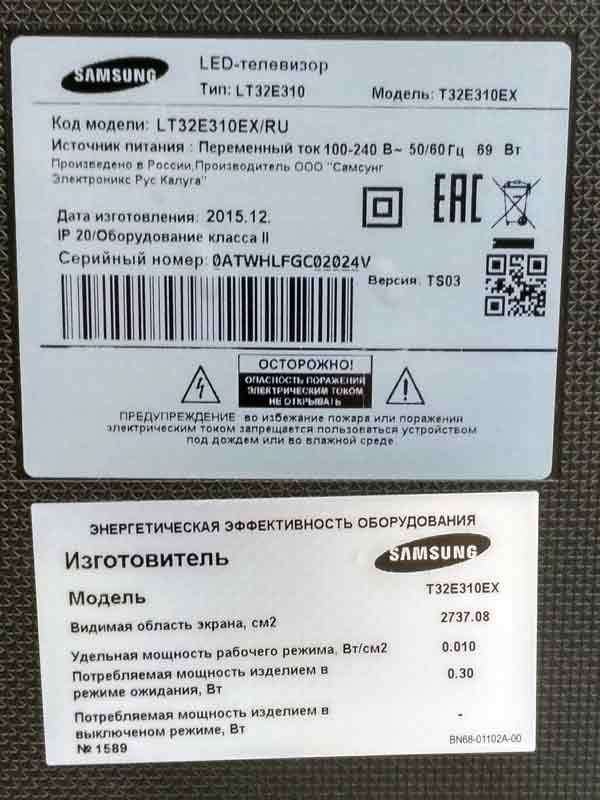 SAMSUNG
LED-телевизор
Тип: LT32E310 Модель: T32E310EX
Код модели: LT32E310EX/RU
Источник питания : Переменный ток 100-240 В~ 50/60 Гц 69 Вт
Произведено в России,Производитель ООО "Самсунг
Электроникс Рус Калуга"
EAC
Дата изготовления: 2015.12.
IP 20/Оборудование класса II
Серийный номер: 0ATWHLFGC02024V
Версия: TS03
ОСТОРОЖНО!
ОПАСНОСТЬ ПОРАЖЕНИЯ
ЭЛЕКТРИЧЕСКИМ ТОКОМ
НЕ ОТКРЫВАТЬ
ПРЕДУПРЕЖДЕНИЕ: во избежание пожара или поражения
электрическим током запрещается пользоваться устройством
под дождем или во влажной среде.
ЭНЕРГЕТИЧЕСКАЯ ЭФФЕКТИВНОСТЬ ОБОРУДОВАНИЯ
Изготовитель SAMSUNG
Модель T32E310EX
Видимая область экрана, см2 2737.08
Удельная мощность рабочего режима, Вт/см2 0.010
Потребляемая мощность изделием в 0.30
режиме ожидания, Вт
Потребляемая мощность изделием в -
выключеном режиме, Вт
№ 1589 BN68-01102A-00